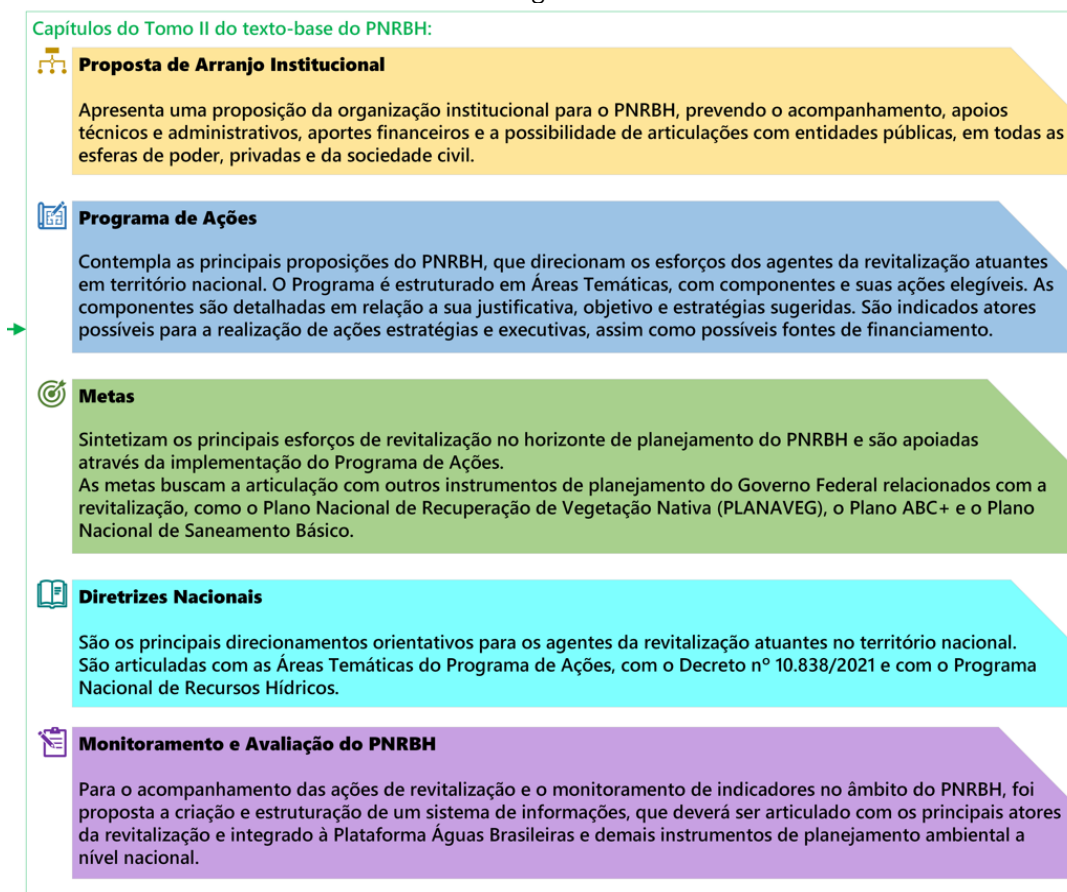 Capítulos do Tomo II do texto-base do PNRBH:
Proposta de Arranjo Institucional
Apresenta uma proposição da organização institucional para o PNRBH, prevendo o acompanhamento, apoios
técnicos e administrativos, aportes financeiros e a possibilidade de articulações com entidades públicas, em todas as
esferas de poder, privadas e da sociedade civil.
Programa de Ações
Contempla as principais proposições do PNRBH, que direcionam os esforços dos agentes da revitalização atuantes
em território nacional. O Programa é estruturado em Áreas Temáticas, com componentes e suas ações elegíveis. As
componentes são detalhadas em relação a sua justificativa, objetivo e estratégias sugeridas. São indicados atores
possíveis para a realização de ações estratégias e executivas, assim como possíveis fontes de financiamento.
Metas
Sintetizam os principais esforços de revitalização no horizonte de planejamento do PNRBH e são apoiadas
através da implementação do Programa de Ações.
As metas buscam a articulação com outros instrumentos de planejamento do Governo Federal relacionados com a
revitalização, como o Plano Nacional de Recuperação de Vegetação Nativa (PLANAVEG), o Plano ABC+ e o Plano
Nacional de Saneamento Básico.
Diretrizes Nacionais
São os principais direcionamentos orientativos para os agentes da revitalização atuantes no território nacional.
São articuladas com as Áreas Temáticas do Programa de Ações, com o Decreto nº 10.838/2021 e com o Programa
Nacional de Recursos Hídricos.
Monitoramento e Avaliação do PNRBH
Para o acompanhamento das ações de revitalização e o monitoramento de indicadores no âmbito do PNRBH, foi
proposta a criação e estruturação de um sistema de informações, que deverá ser articulado com os principais atores
da revitalização e integrado à Plataforma Águas Brasileiras e demais instrumentos de planejamento ambiental a
nível nacional.